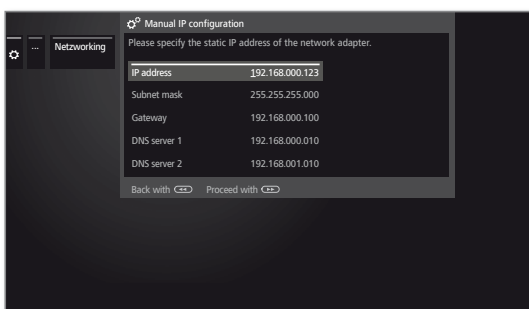 Manual IP configuration
... Netzworking
Please specify the static IP address of the network adapter.
IP address 192.168.000.123
Subnet mask 255.255.255.000
Gateway 192.168.000.100
DNS server 1 192.168.000.010
DNS server 2 192.168.001.010
Back with Proceed with